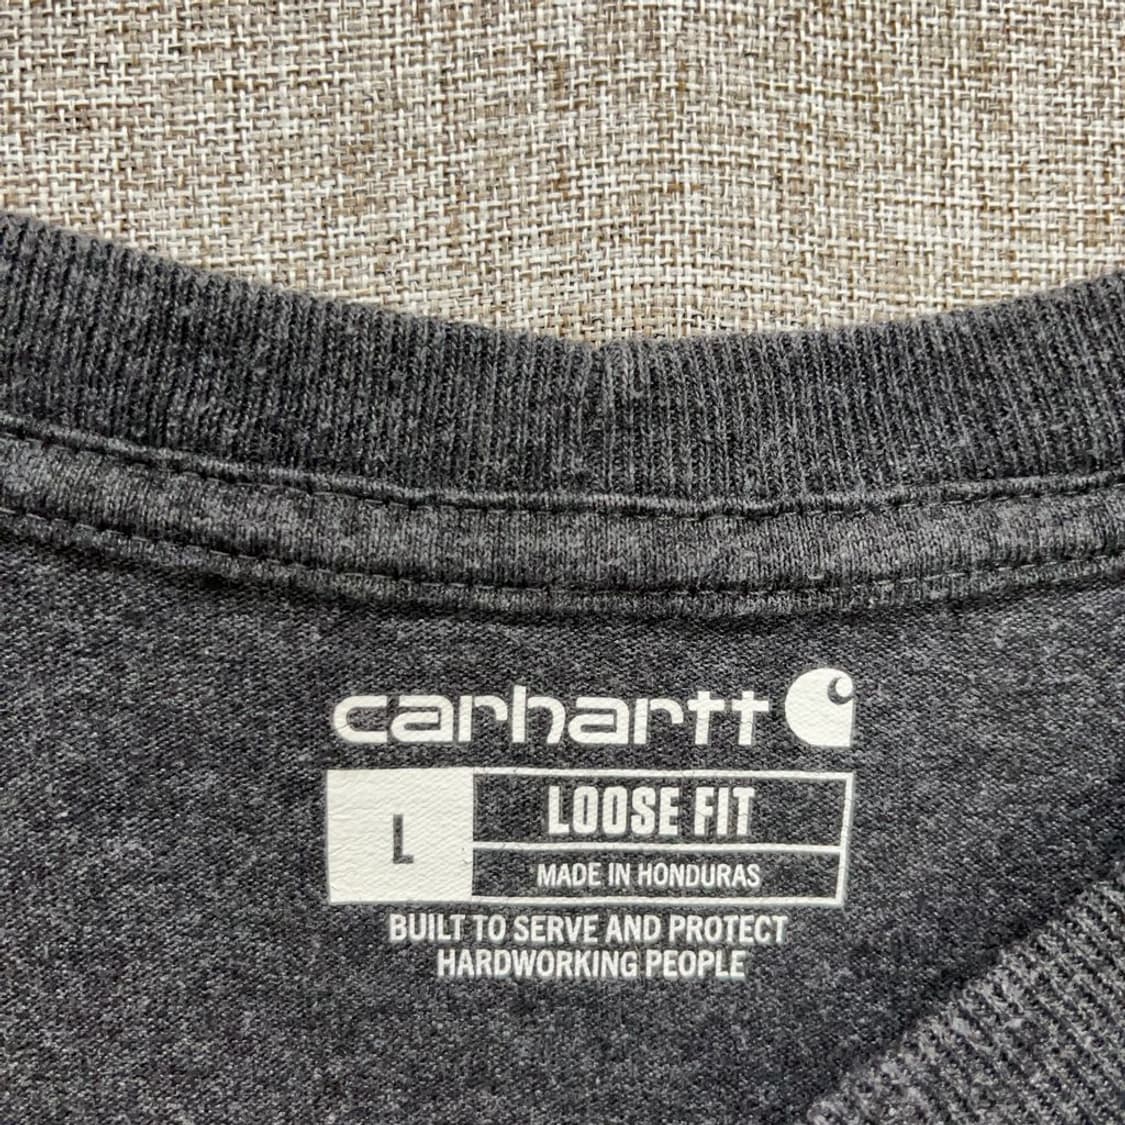 carhartt
L
LOOSE FIT
MADE IN HONDURAS
BUILT TO SERVE AND PROTECT
HARDWORKING PEOPLE